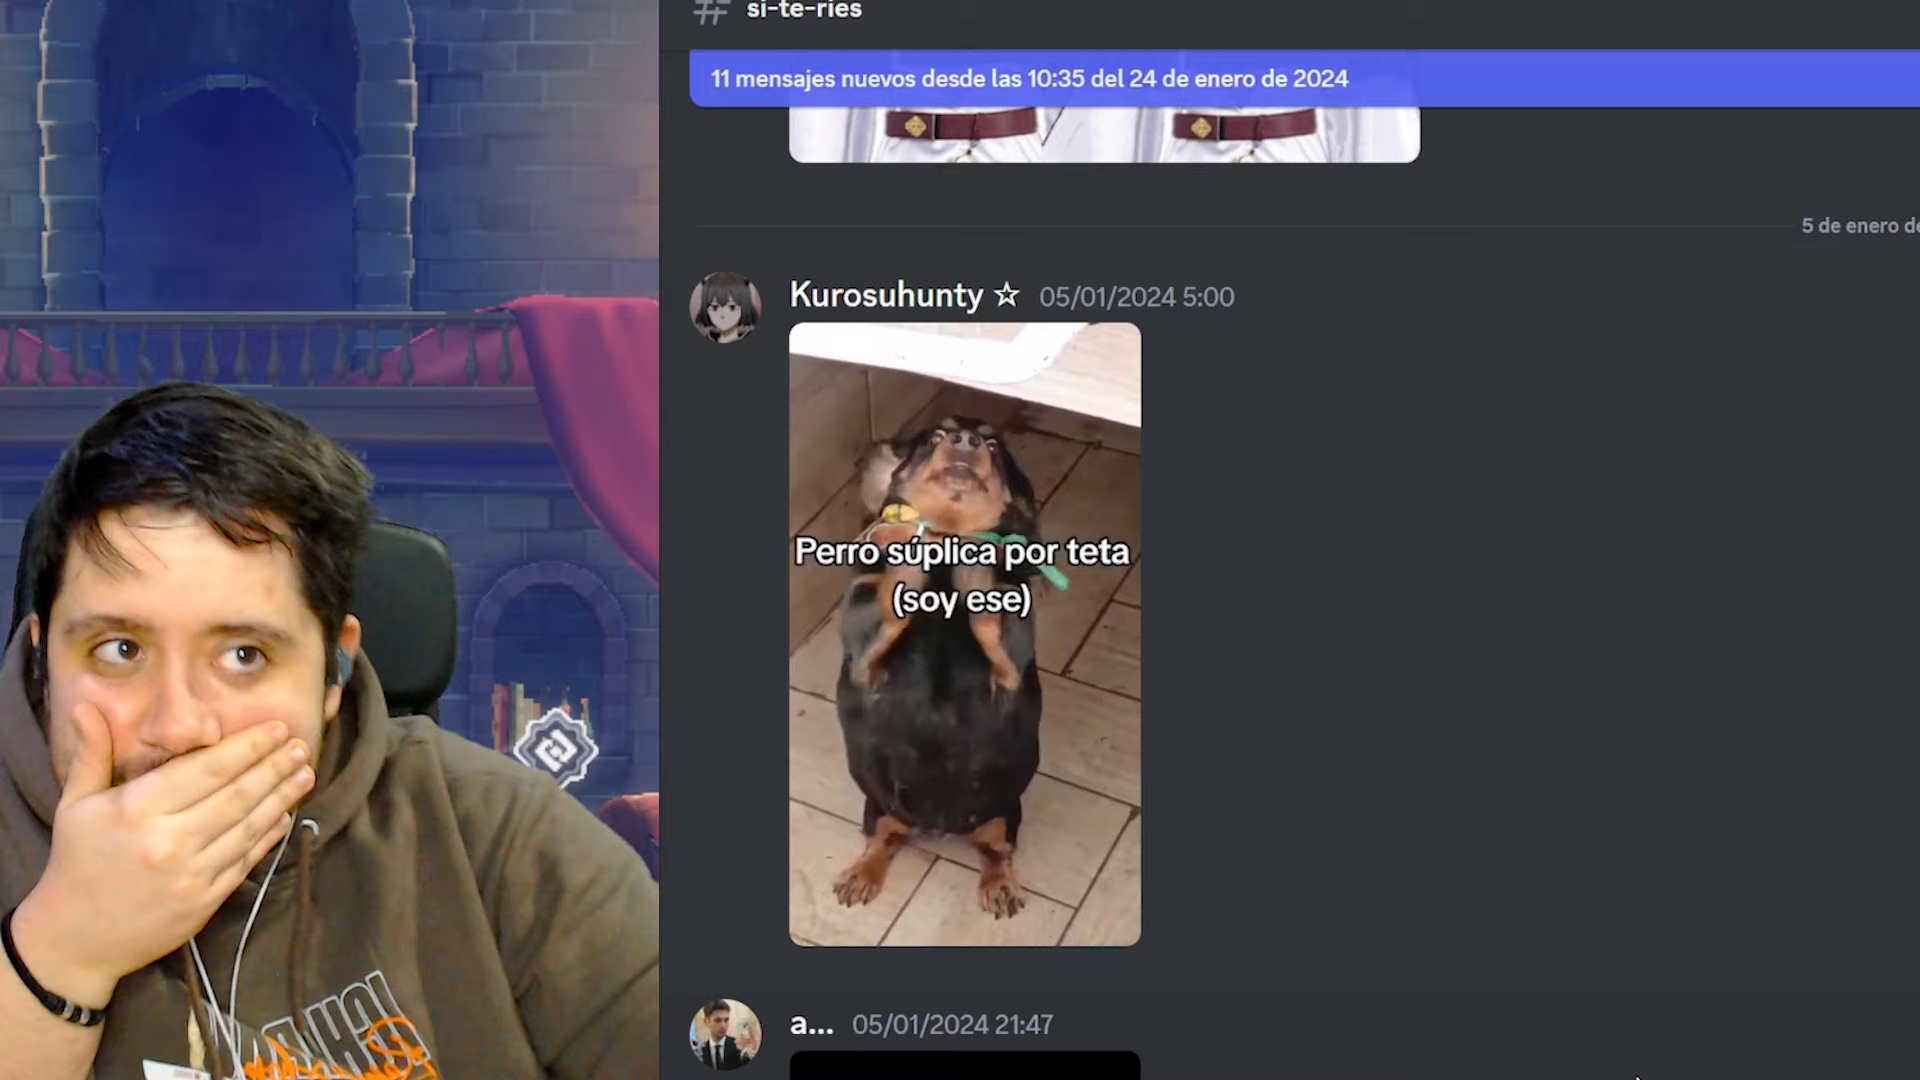 si-te-ries
11 mensajes nuevos desde las 10:35 del 24 de enero de 2024
5 de enero de
Kurosuhunty ☆ 05/01/2024 5:00
Perro súplica por teta
(soy ese)
a... 05/01/2024 21:47